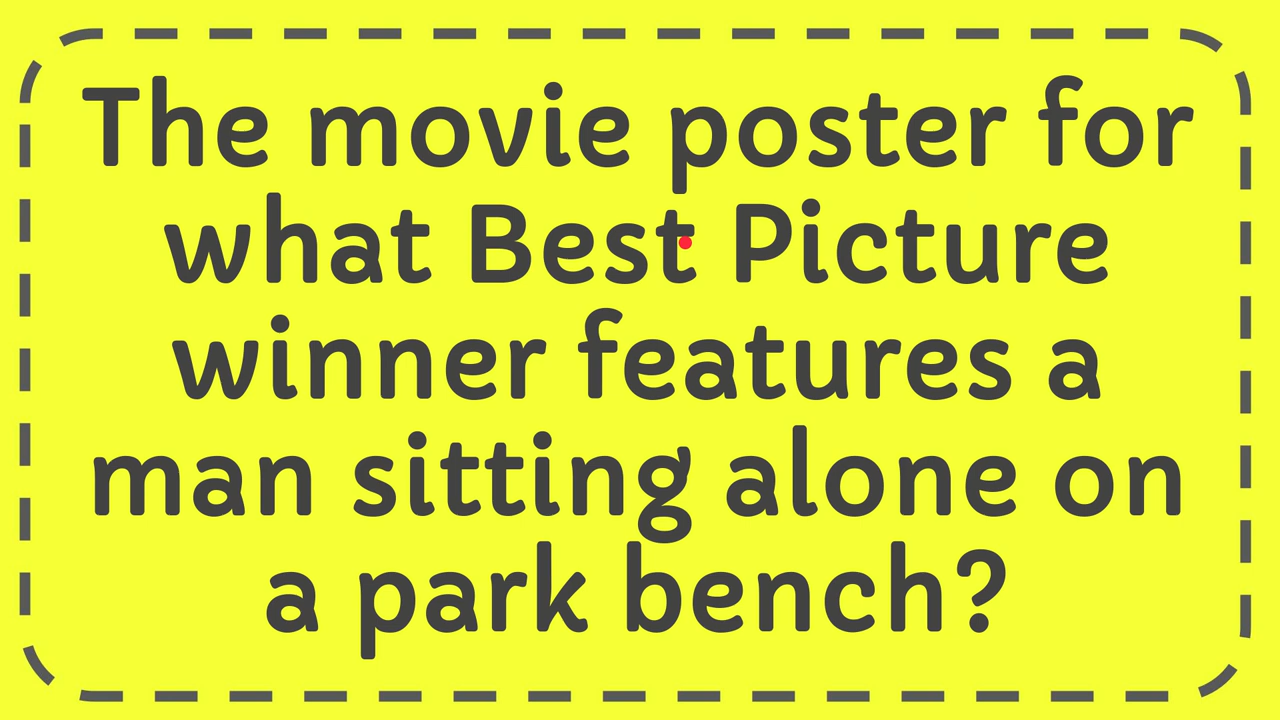 The movie poster for
what Best Picture
winner features a
man sitting alone on
a park bench?